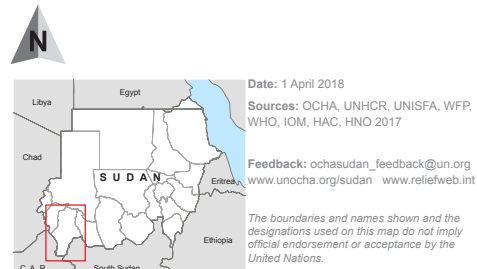 N
Egypt
Libya
Chad
SUDAN
Eritrea
Ethiopia
C. A. R.
South Sudan
Date: 1 April 2018
Sources: OCHA, UNHCR, UNISFA, WFP,
WHO, IOM, HAC, HNO 2017
Feedback: ochasudan_feedback@un.org
www.unocha.org/sudan www.reliefweb.int
The boundaries and names shown and the
designations used on this map do not imply
official endorsement or acceptance by the
United Nations.